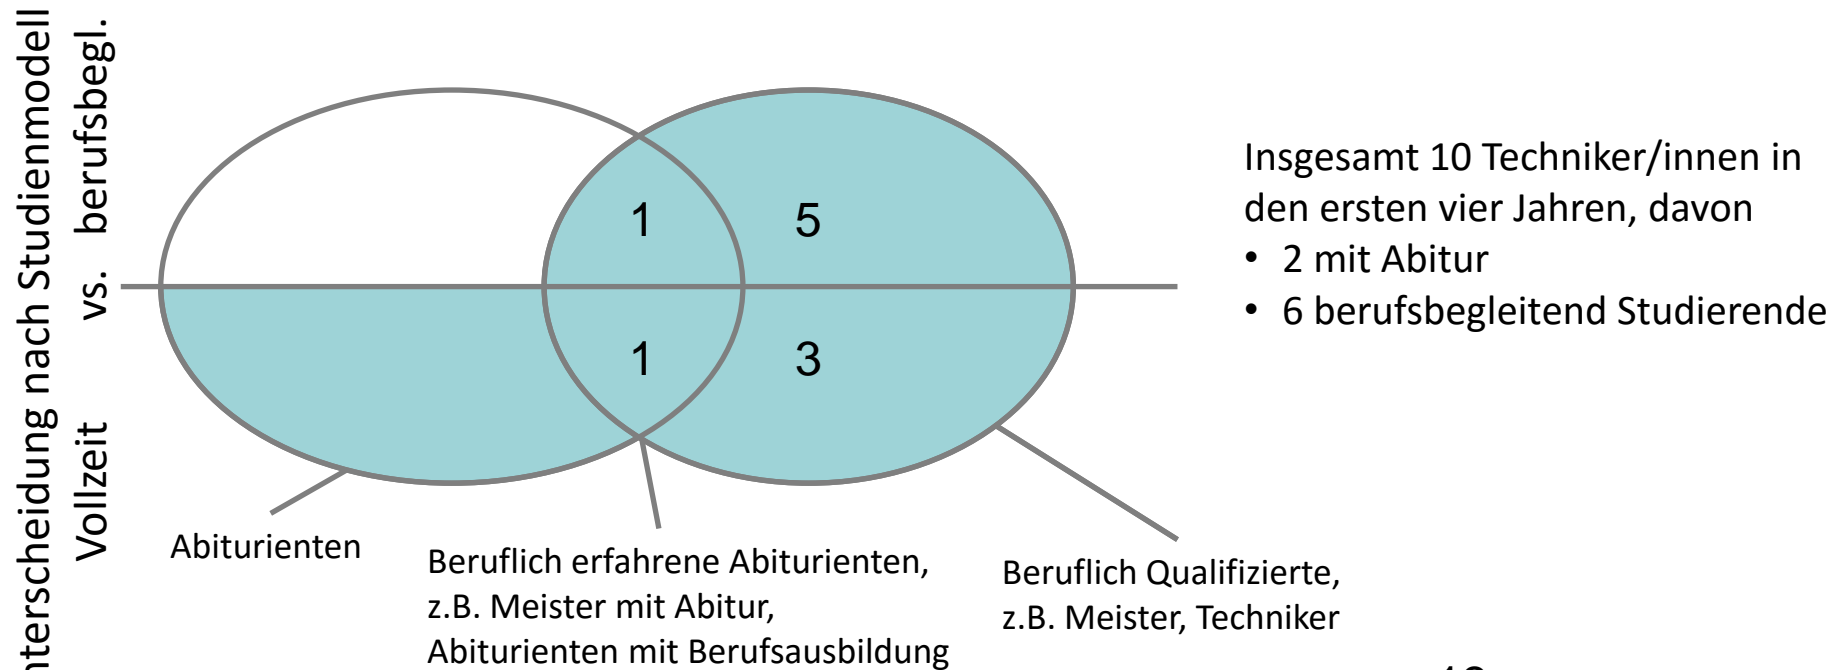 nterscheidung nach Studienmodell
Vollzeit vs. berufsbegl.
1 5
1 3
Insgesamt 10 Techniker/innen in
den ersten vier Jahren, davon
• 2 mit Abitur
• 6 berufsbegleitend Studierende
Abiturienten
Beruflich erfahrene Abiturienten,
z.B. Meister mit Abitur,
Abiturienten mit Berufsausbildung
Beruflich Qualifizierte,
z.B. Meister, Techniker